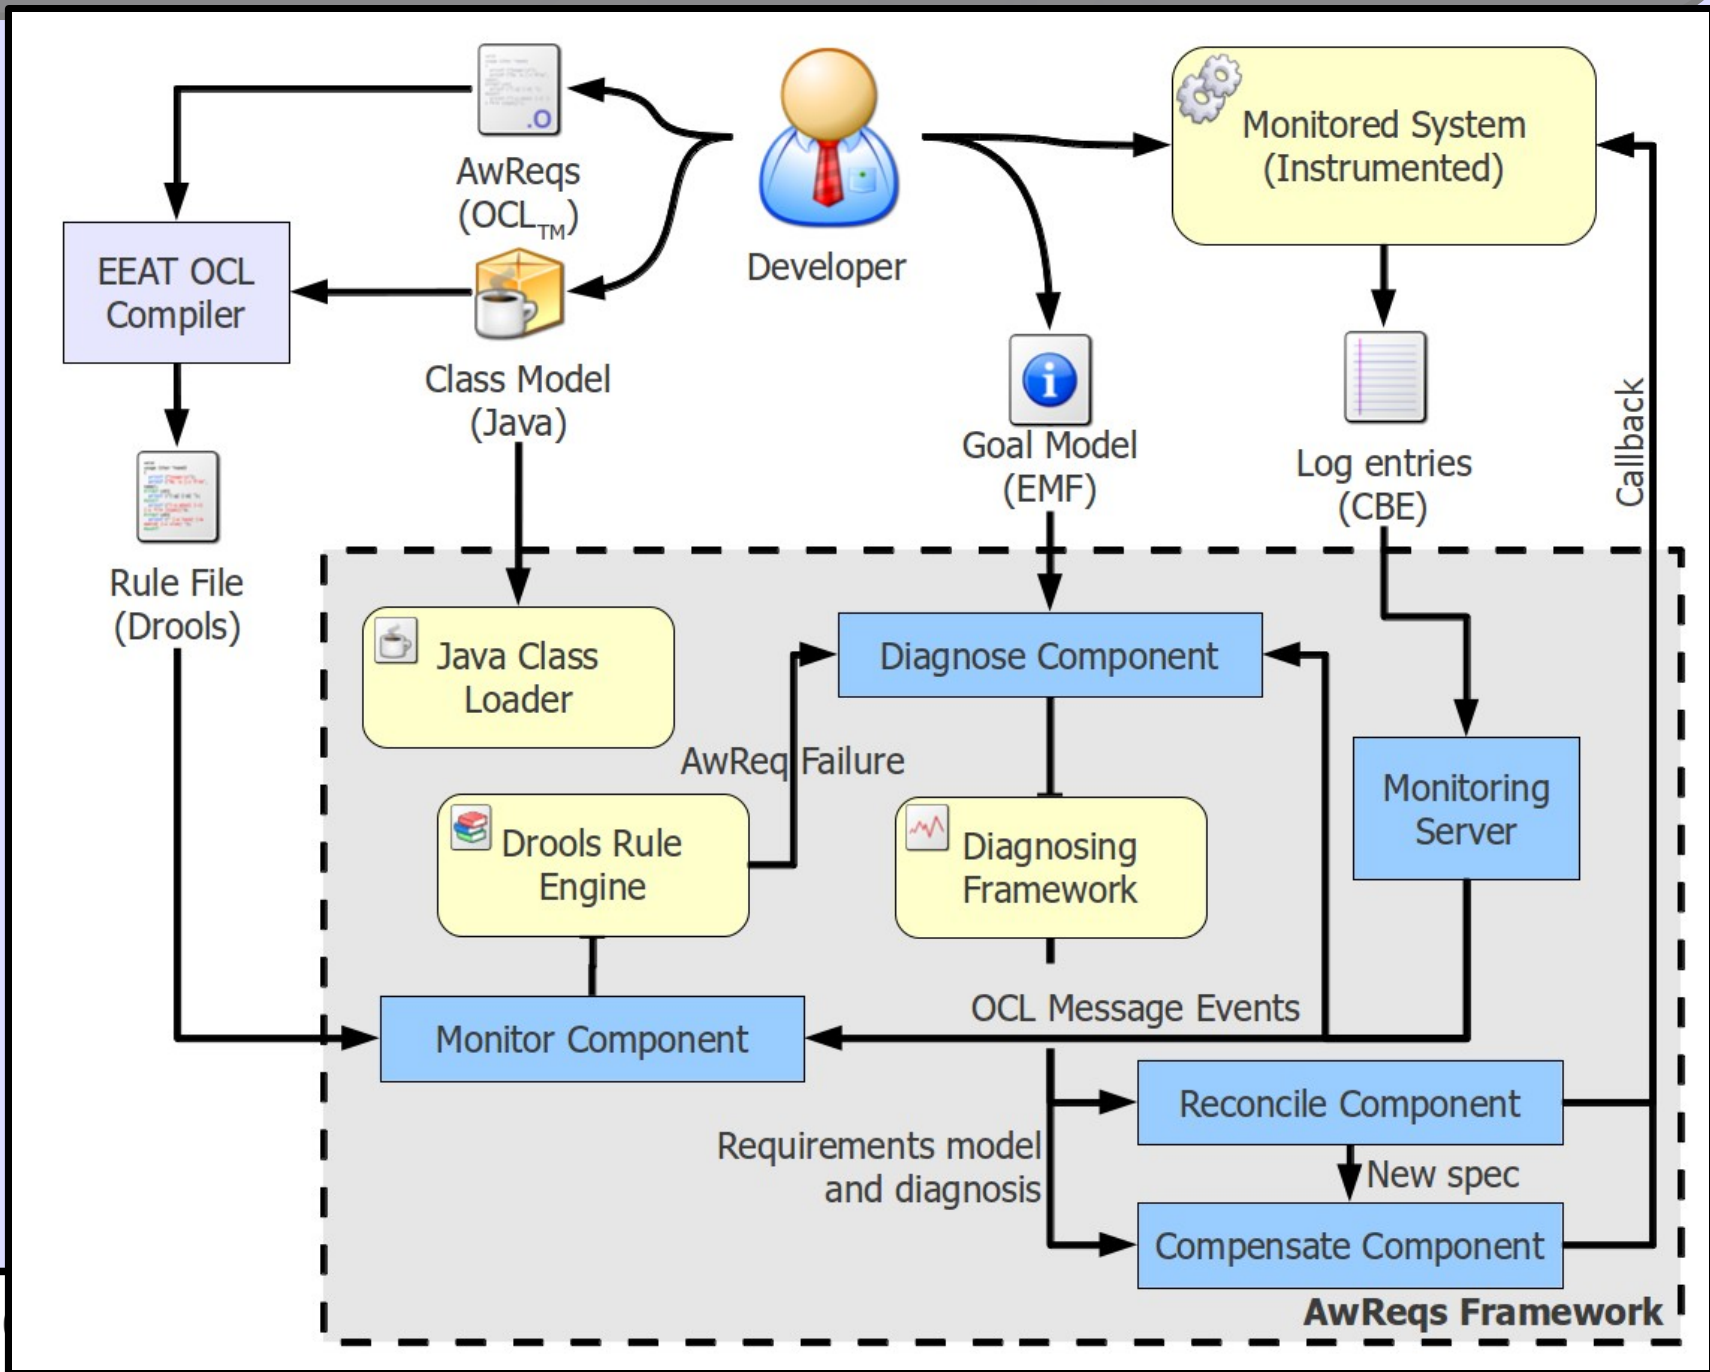 .O
AwReqs
(OCLTM)
Developer
Monitored System
(Instrumented)
EEAT OCL
Compiler
Class Model
(Java)
Goal Model
(EMF)
Log entries
(CBE)
Callback
Rule File
(Drools)
Java Class
Loader
Diagnose Component
AwReq Failure
Monitoring
Server
Drools Rule
Engine
Diagnosing
Framework
OCL Message Events
Monitor Component
Reconcile Component
Requirements model
and diagnosis
New spec
Compensate Component
AwReqs Framework